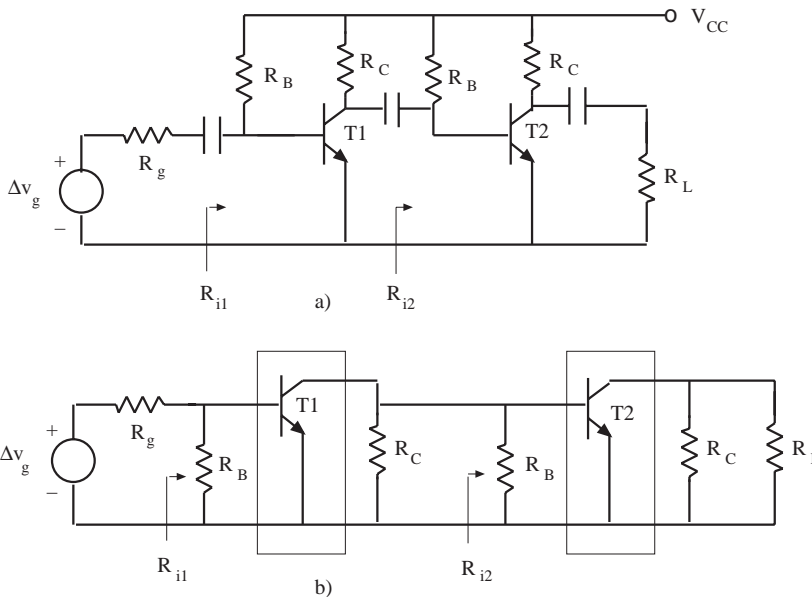 V_CC
R_B
R_C
R_B
R_C
T1
T2
+
R_g
Δv_g
R_L
−
R_i1
R_i2
a)
T1
T2
+
R_g
Δv_g
R_B
R_C
R_B
R_C
R
−
R_i1
R_i2
b)